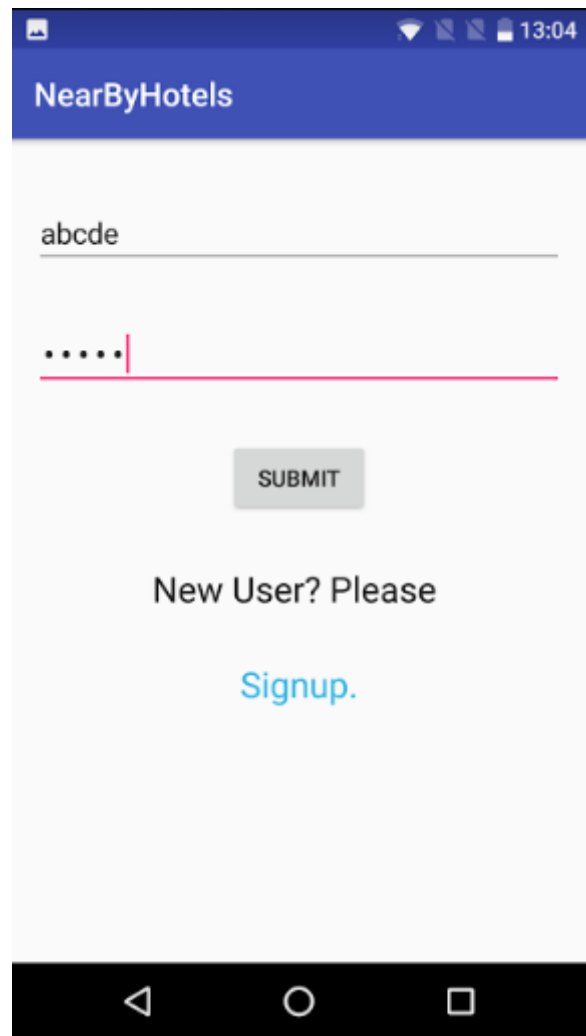 13:04
NearByHotels
abcde
•••••
SUBMIT
New User? Please
Signup.